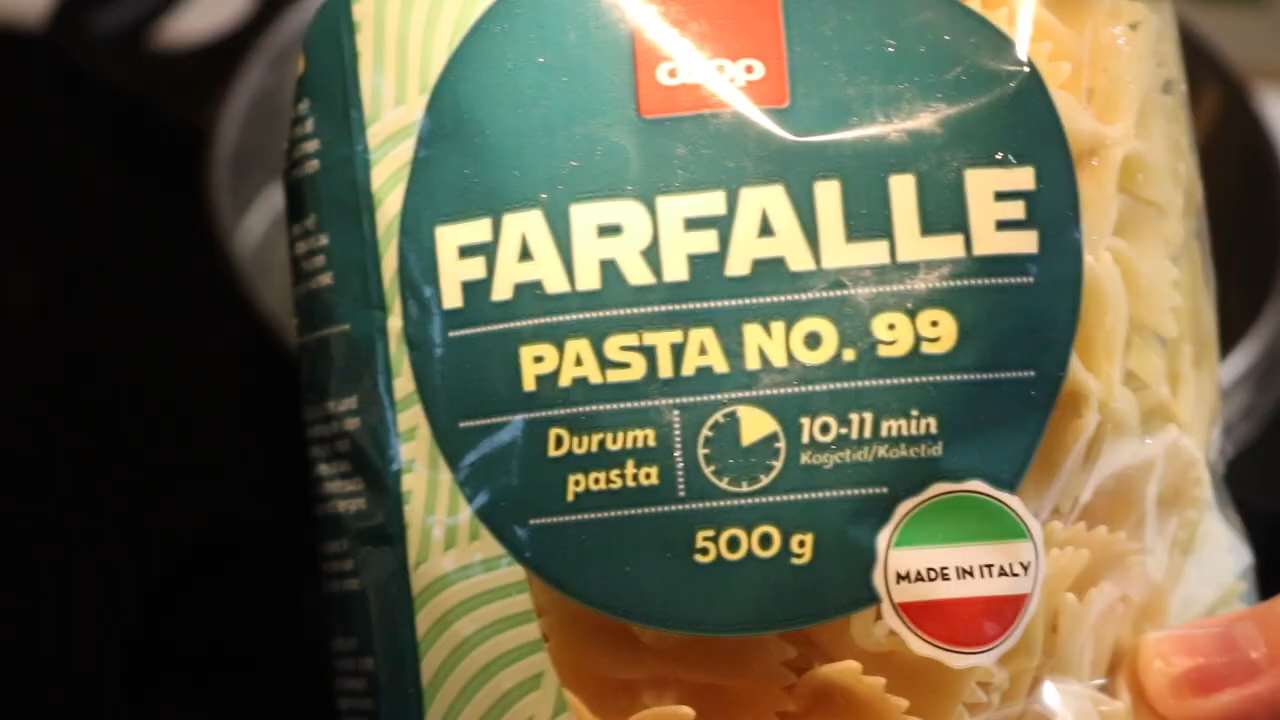 coop
FARFALLE
PASTA NO. 99
Durum
pasta
10-11 min
Kogetid/Koketid
500 g
MADE IN ITALY